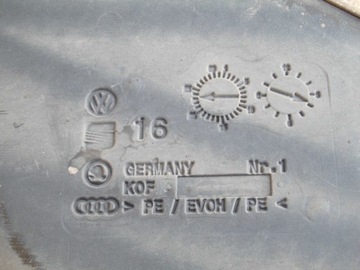 16
GERMANY Nr.1
KOF
> PE / EVOH / PE <